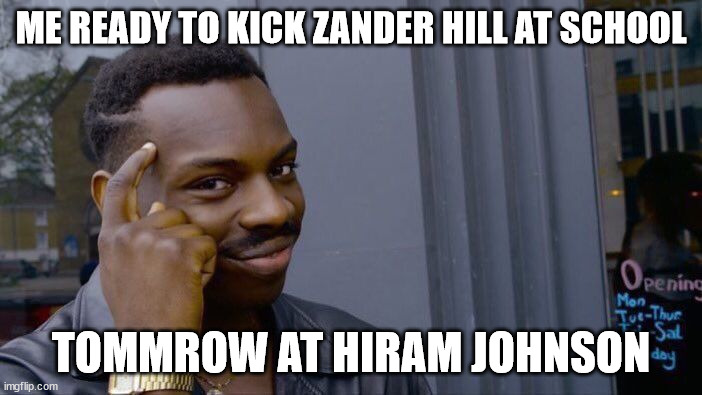 ME READY TO KICK ZANDER HILL AT SCHOOL
Opening
Mon
Tue-Thur
Sat
day
TOMMROW AT HIRAM JOHNSON
imgflip.com